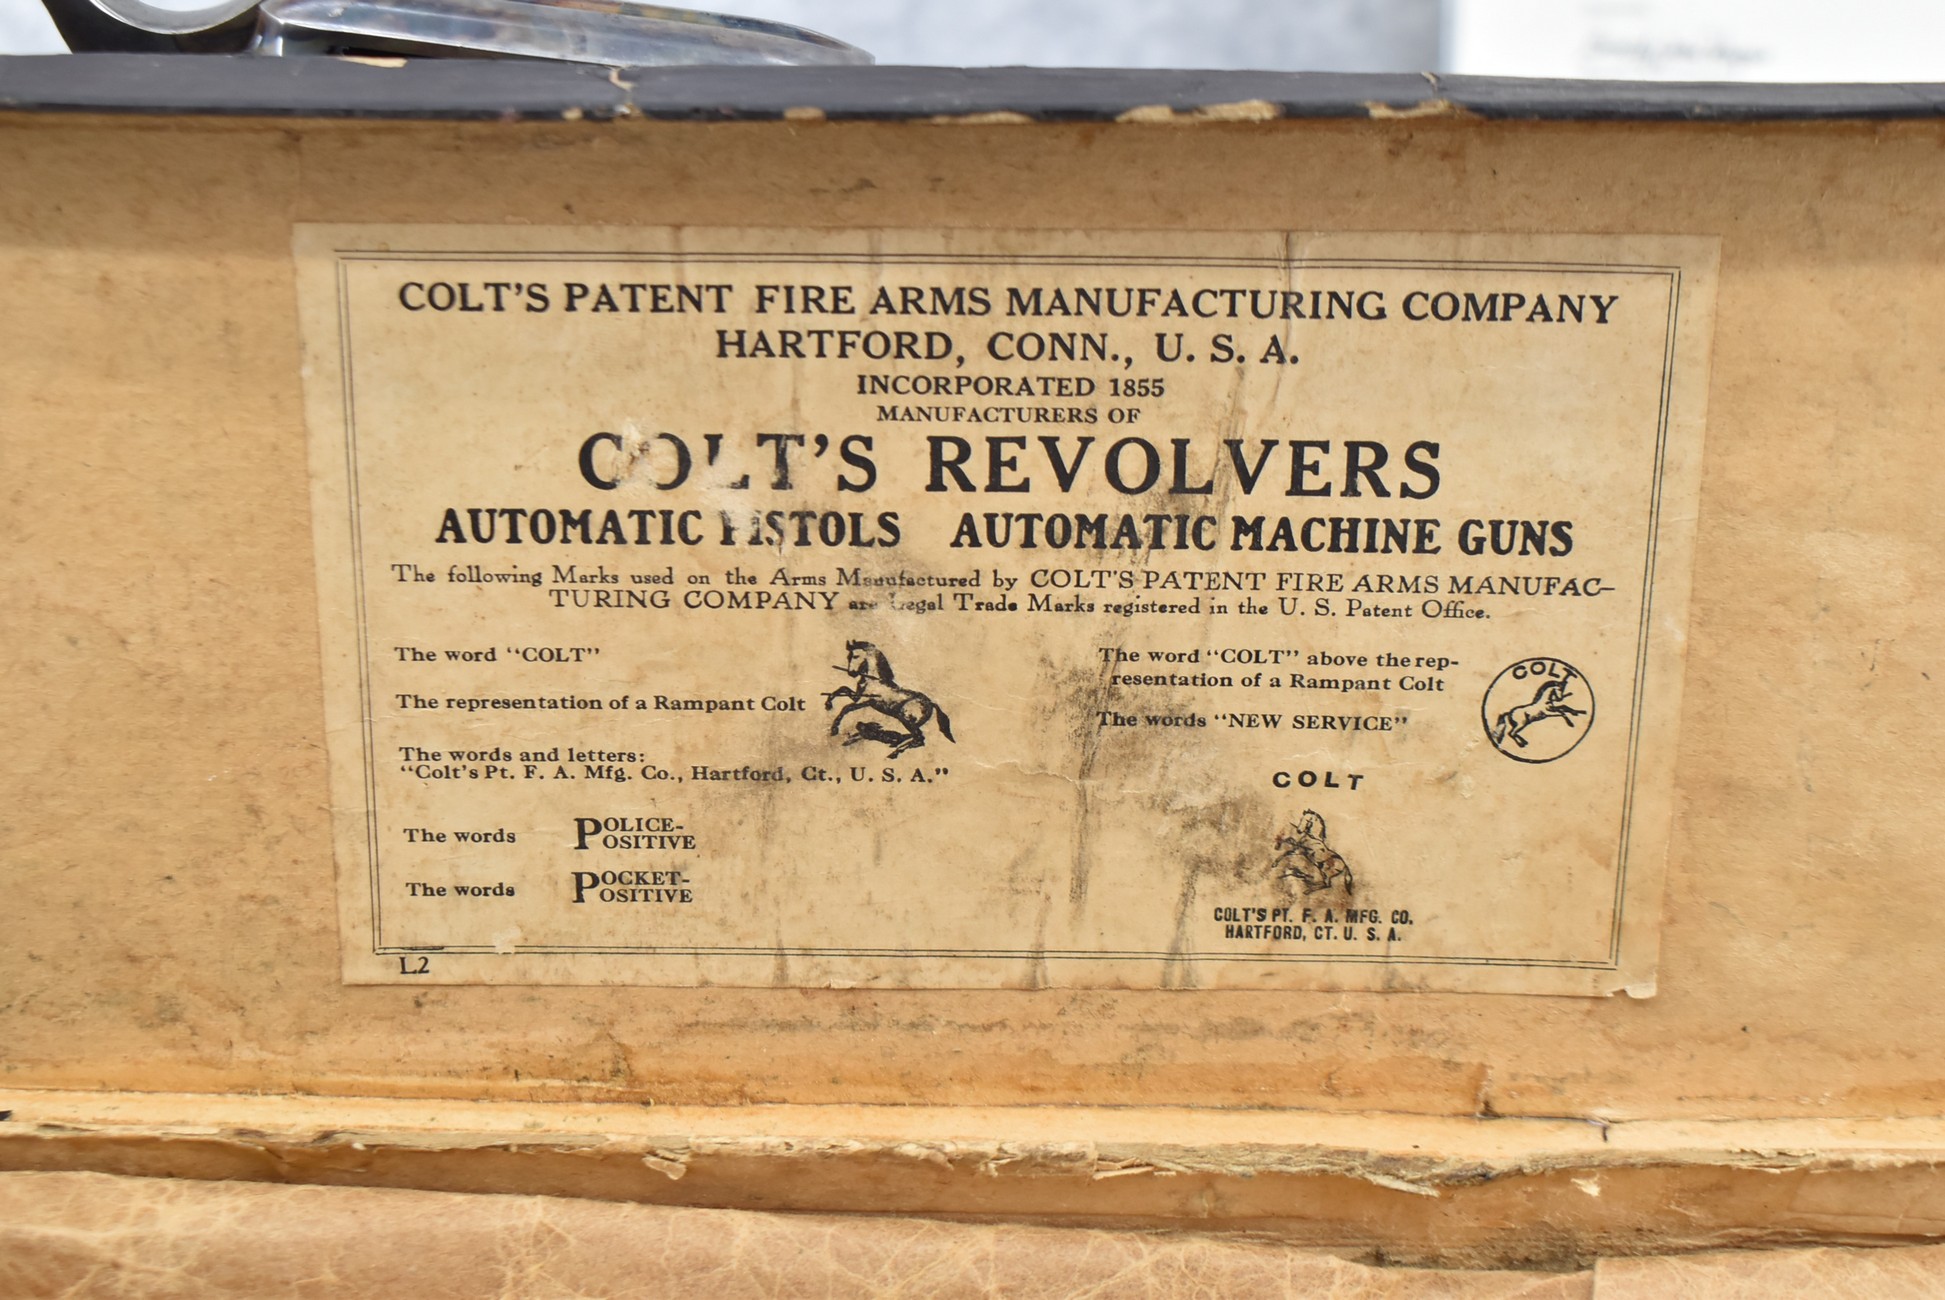 COLT'S PATENT FIRE ARMS MANUFACTURING COMPANY
HARTFORD, CONN., U. S. A.
INCORPORATED 1855
MANUFACTURERS OF
COLT'S REVOLVERS
AUTOMATIC PISTOLS AUTOMATIC MACHINE GUNS
The following Marks used on the Arms Manufactured by COLT'S PATENT FIRE ARMS MANUFAC-
TURING COMPANY are Legal Trade Marks registered in the U. S. Patent Office.
The word "COLT"
The representation of a Rampant Colt
The words and letters:
"Colt's Pt. F. A. Mfg. Co., Hartford, Ct., U. S. A."
The words POLICE-
POSITIVE
The words POCKET-
POSITIVE
The word "COLT" above the rep-
resentation of a Rampant Colt
The words "NEW SERVICE"
COLT
COLT
COLT'S PT. F. A. MFG. CO.
HARTFORD, CT. U. S. A.
L2